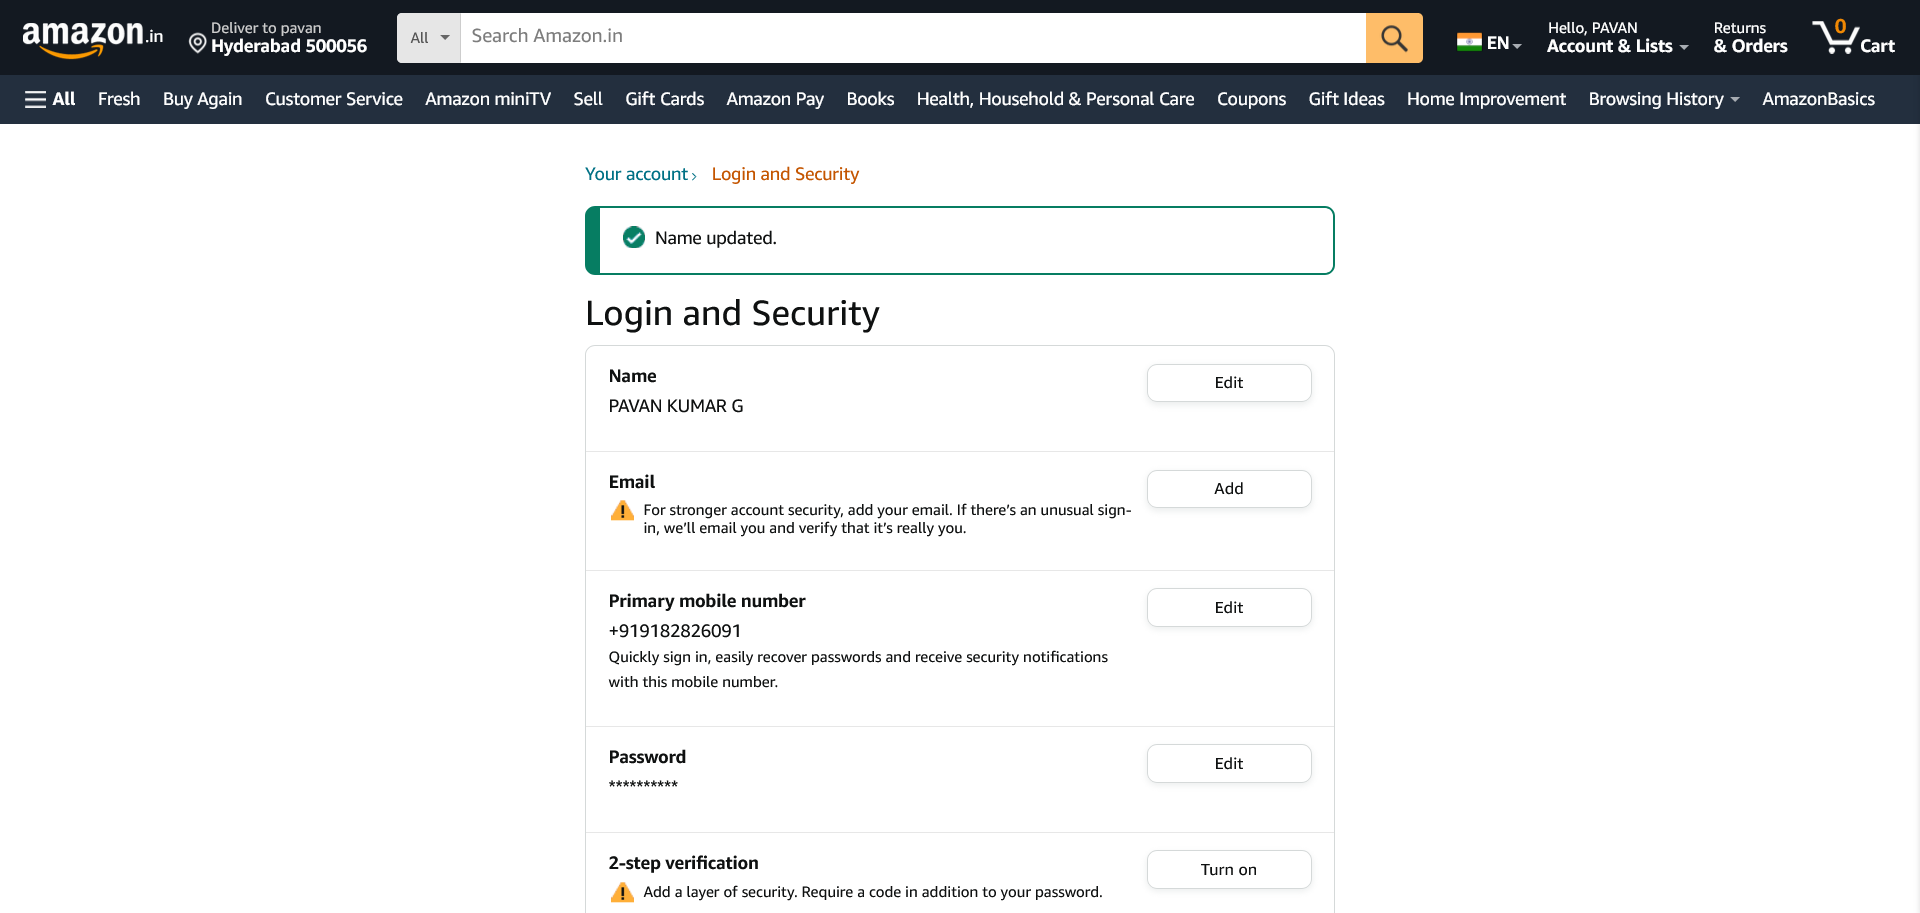 amazon.in
Deliver to pavan
Hyderabad 500056
All
Search Amazon.in
EN
Hello, PAVAN
Account & Lists
Returns
& Orders
0
Cart
All Fresh Buy Again Customer Service Amazon miniTV Sell Gift Cards Amazon Pay Books Health, Household & Personal Care Coupons Gift Ideas Home Improvement Browsing History AmazonBasics
Your account › Login and Security
Name updated.
Login and Security
Name
Edit
PAVAN KUMAR G
Email
Add
For stronger account security, add your email. If there's an unusual sign-
in, we'll email you and verify that it's really you.
Primary mobile number
Edit
+919182826091
Quickly sign in, easily recover passwords and receive security notifications
with this mobile number.
Password
Edit
**********
2-step verification
Turn on
Add a layer of security. Require a code in addition to your password.